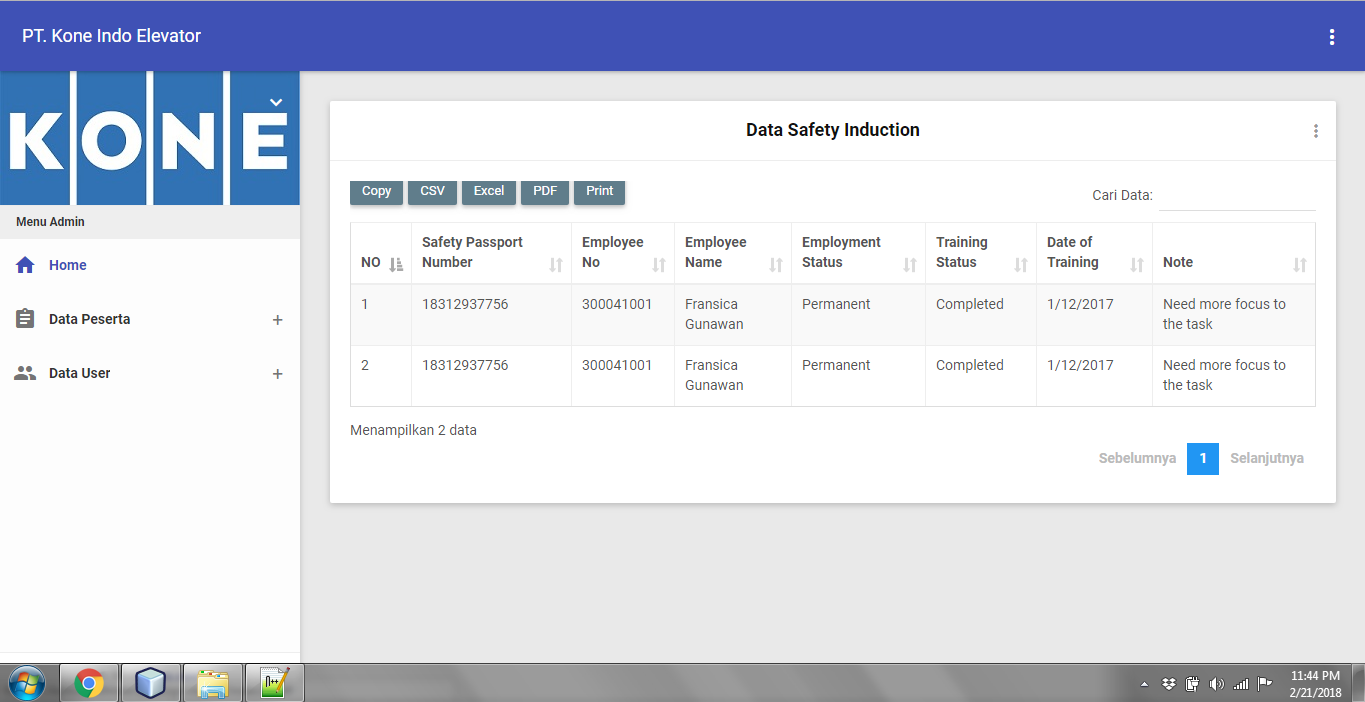 PT. Kone Indo Elevator
KONE
Menu Admin
Home
Data Peserta
+
Data User
+
Data Safety Induction
Copy CSV Excel PDF Print
Cari Data:
NO Safety Passport Number Employee No Employee Name Employment Status Training Status Date of Training Note
1 18312937756 300041001 Fransica Gunawan Permanent Completed 1/12/2017 Need more focus to the task
2 18312937756 300041001 Fransica Gunawan Permanent Completed 1/12/2017 Need more focus to the task
Menampilkan 2 data
Sebelumnya 1 Selanjutnya
11:44 PM
2/21/2018